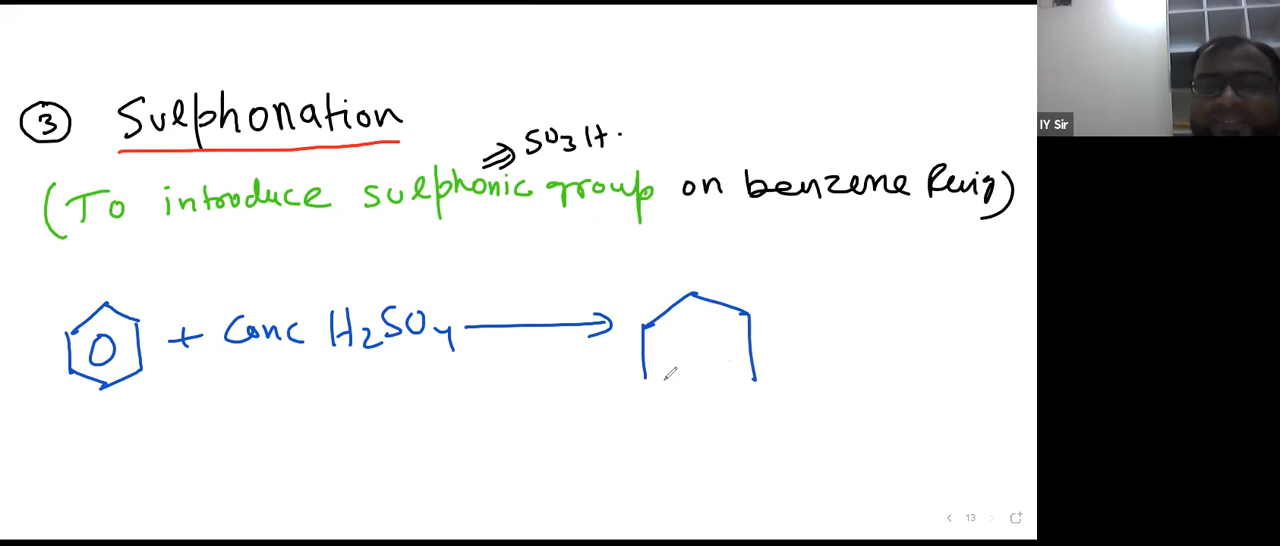 ③ Sulphonation
⇒ SO3H.
(To introduce sulphonic group on benzene Ring)
+ Conc H2SO4 ⟶
IY Sir
13